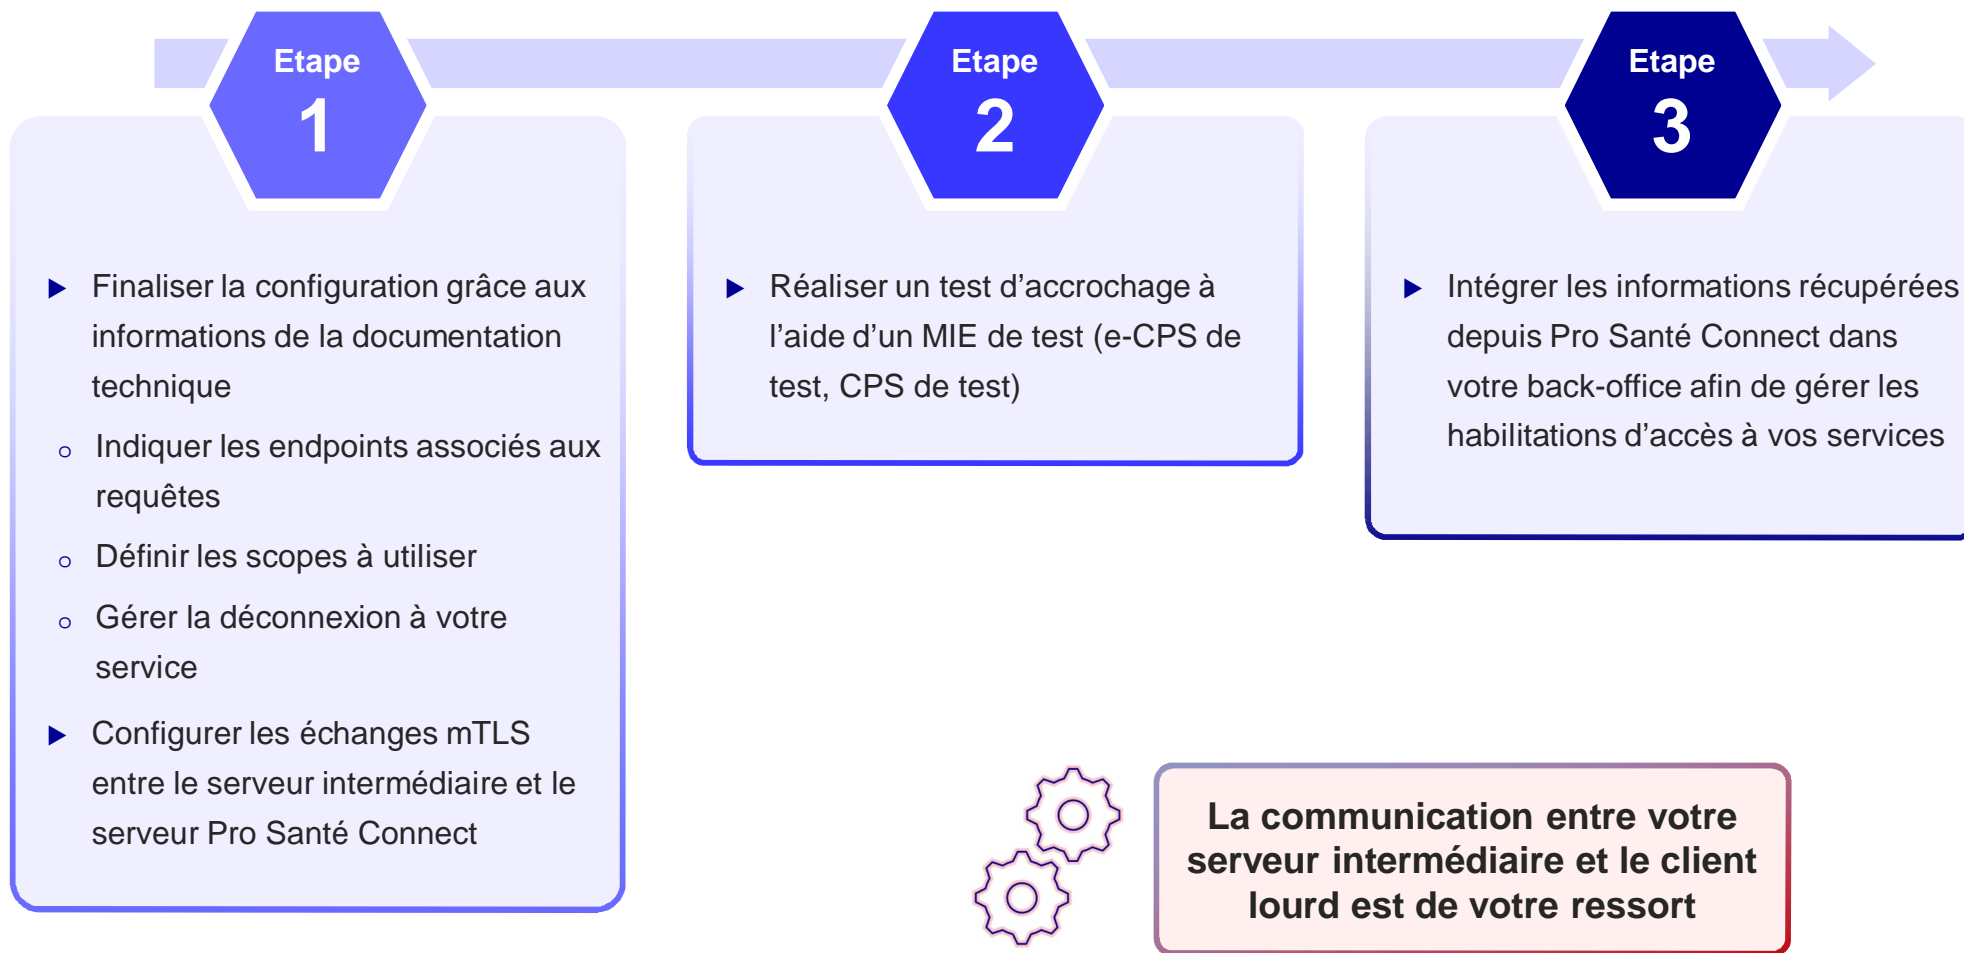 Etape
1
Finaliser la configuration grâce aux
informations de la documentation
technique
Indiquer les endpoints associés aux
requêtes
Définir les scopes à utiliser
Gérer la déconnexion à votre
service
Configurer les échanges mTLS
entre le serveur intermédiaire et le
serveur Pro Santé Connect
Etape
2
Réaliser un test d’accrochage à
l’aide d’un MIE de test (e-CPS de
test, CPS de test)
Etape
3
Intégrer les informations récupérées
depuis Pro Santé Connect dans
votre back-office afin de gérer les
habilitations d’accès à vos services
La communication entre votre
serveur intermédiaire et le client
lourd est de votre ressort